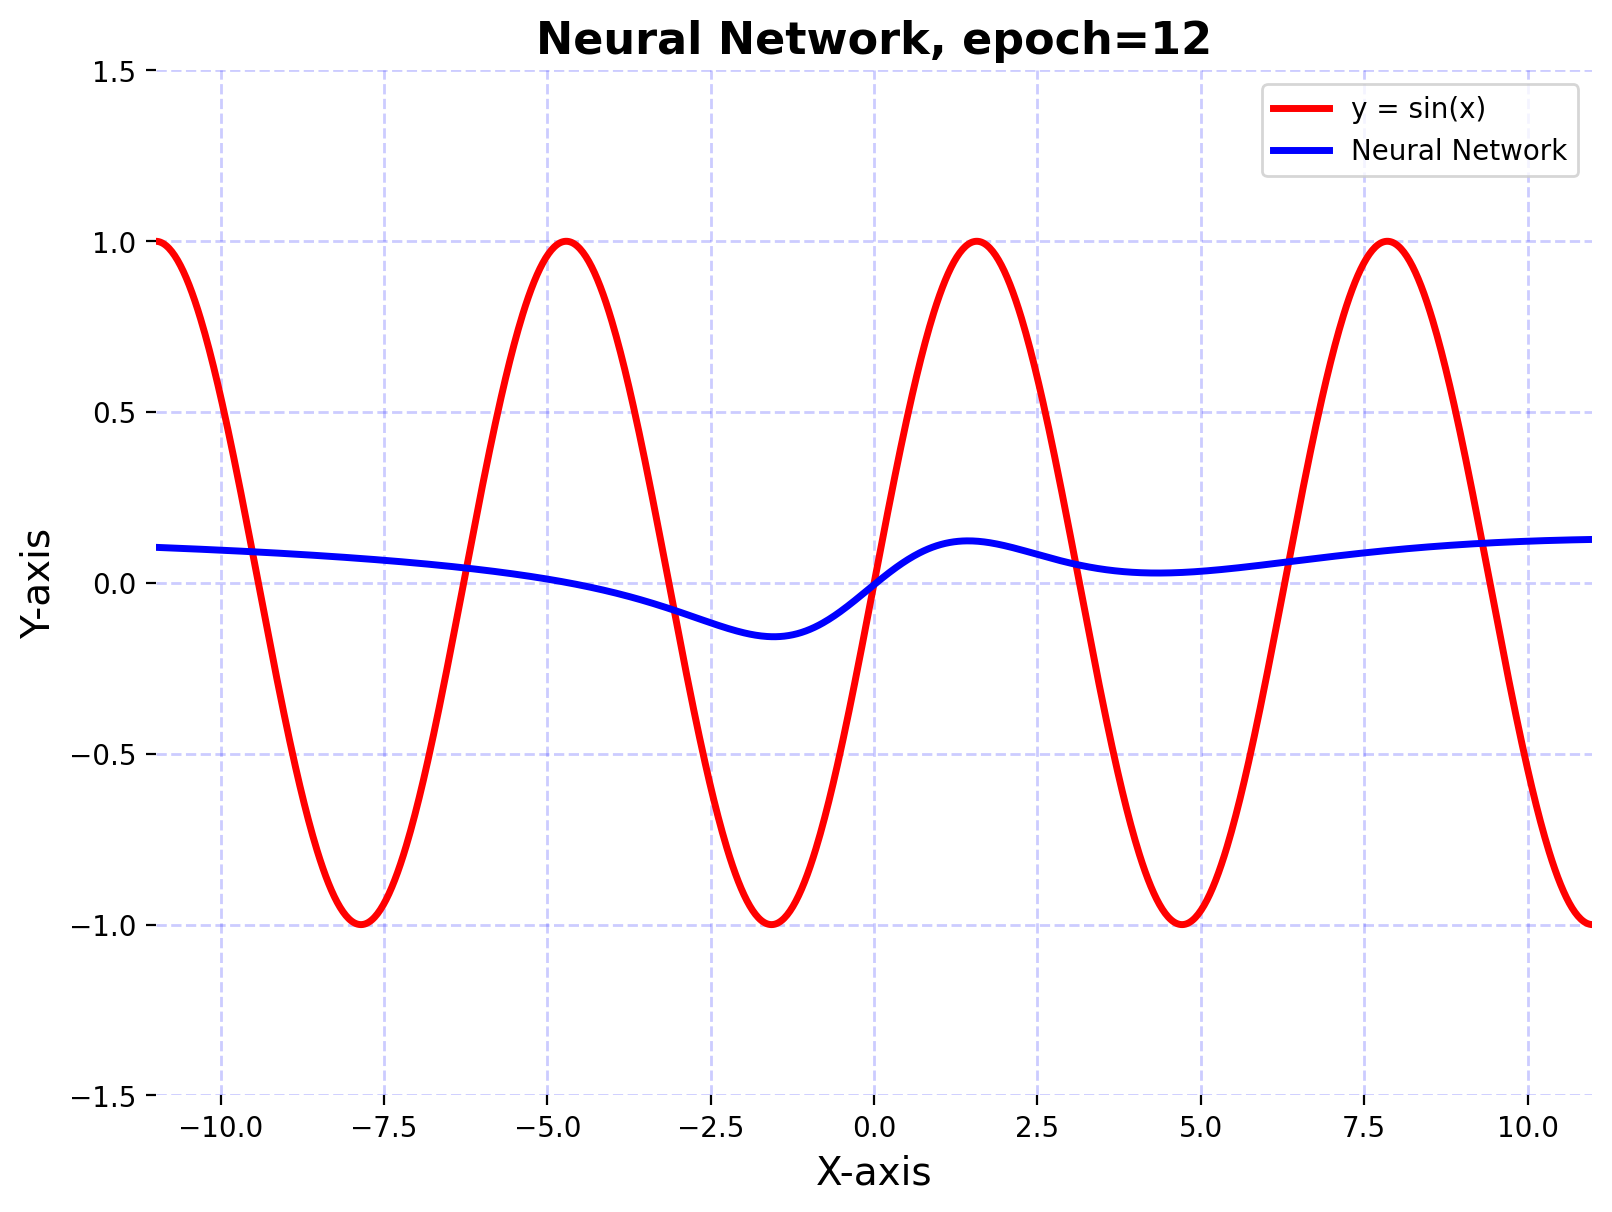 Neural Network, epoch=12
y = sin(x)
Neural Network
1.5
1.0
0.5
0.0
−0.5
−1.0
−1.5
Y-axis
−10.0 −7.5 −5.0 −2.5 0.0 2.5 5.0 7.5 10.0
X-axis